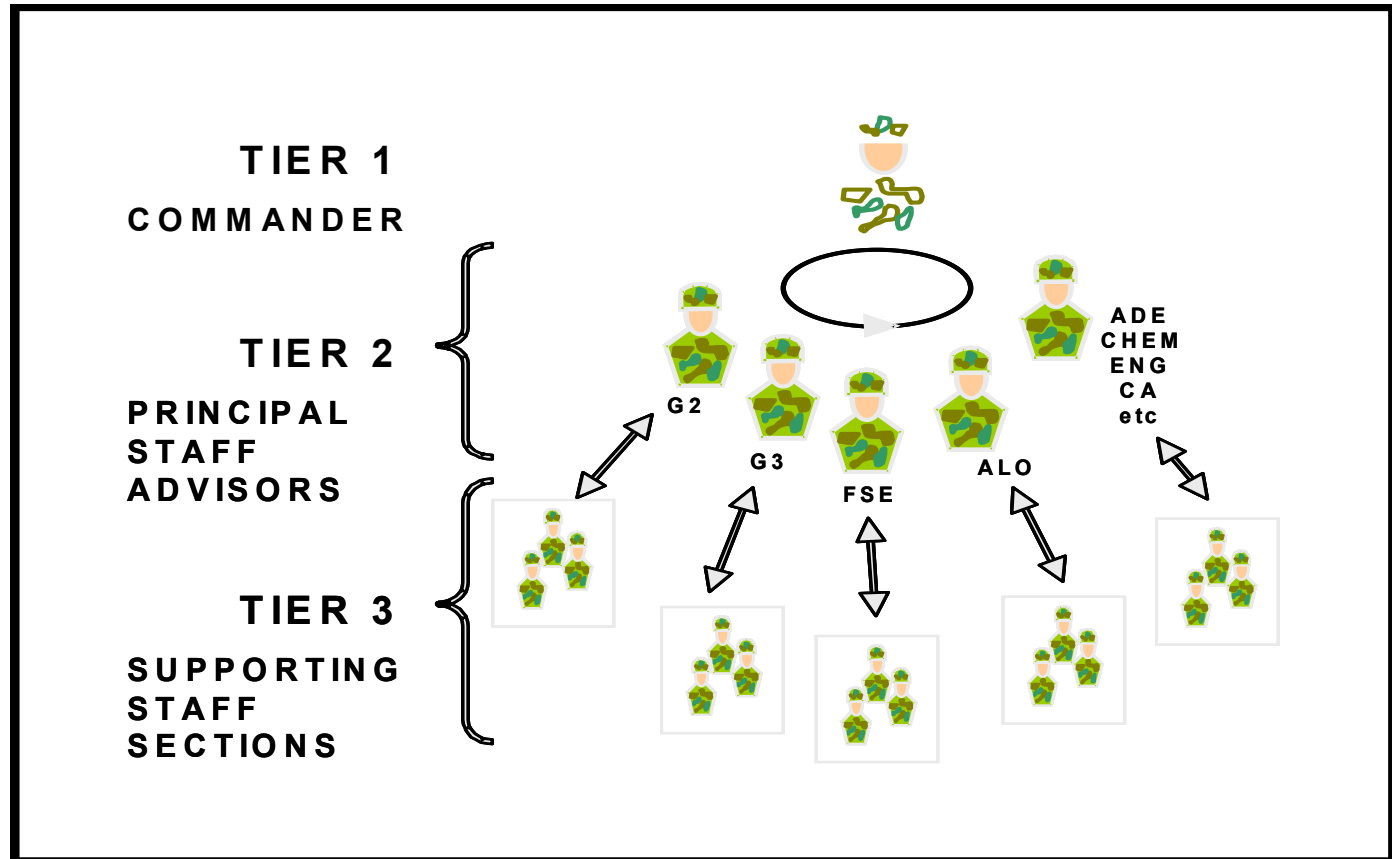 TIER 1
COMMANDER
TIER 2
PRINCIPAL
STAFF
ADVISORS
TIER 3
SUPPORTING
STAFF
SECTIONS
G2
G3
FSE
ALO
ADE
CHEM
ENG
CA
etc